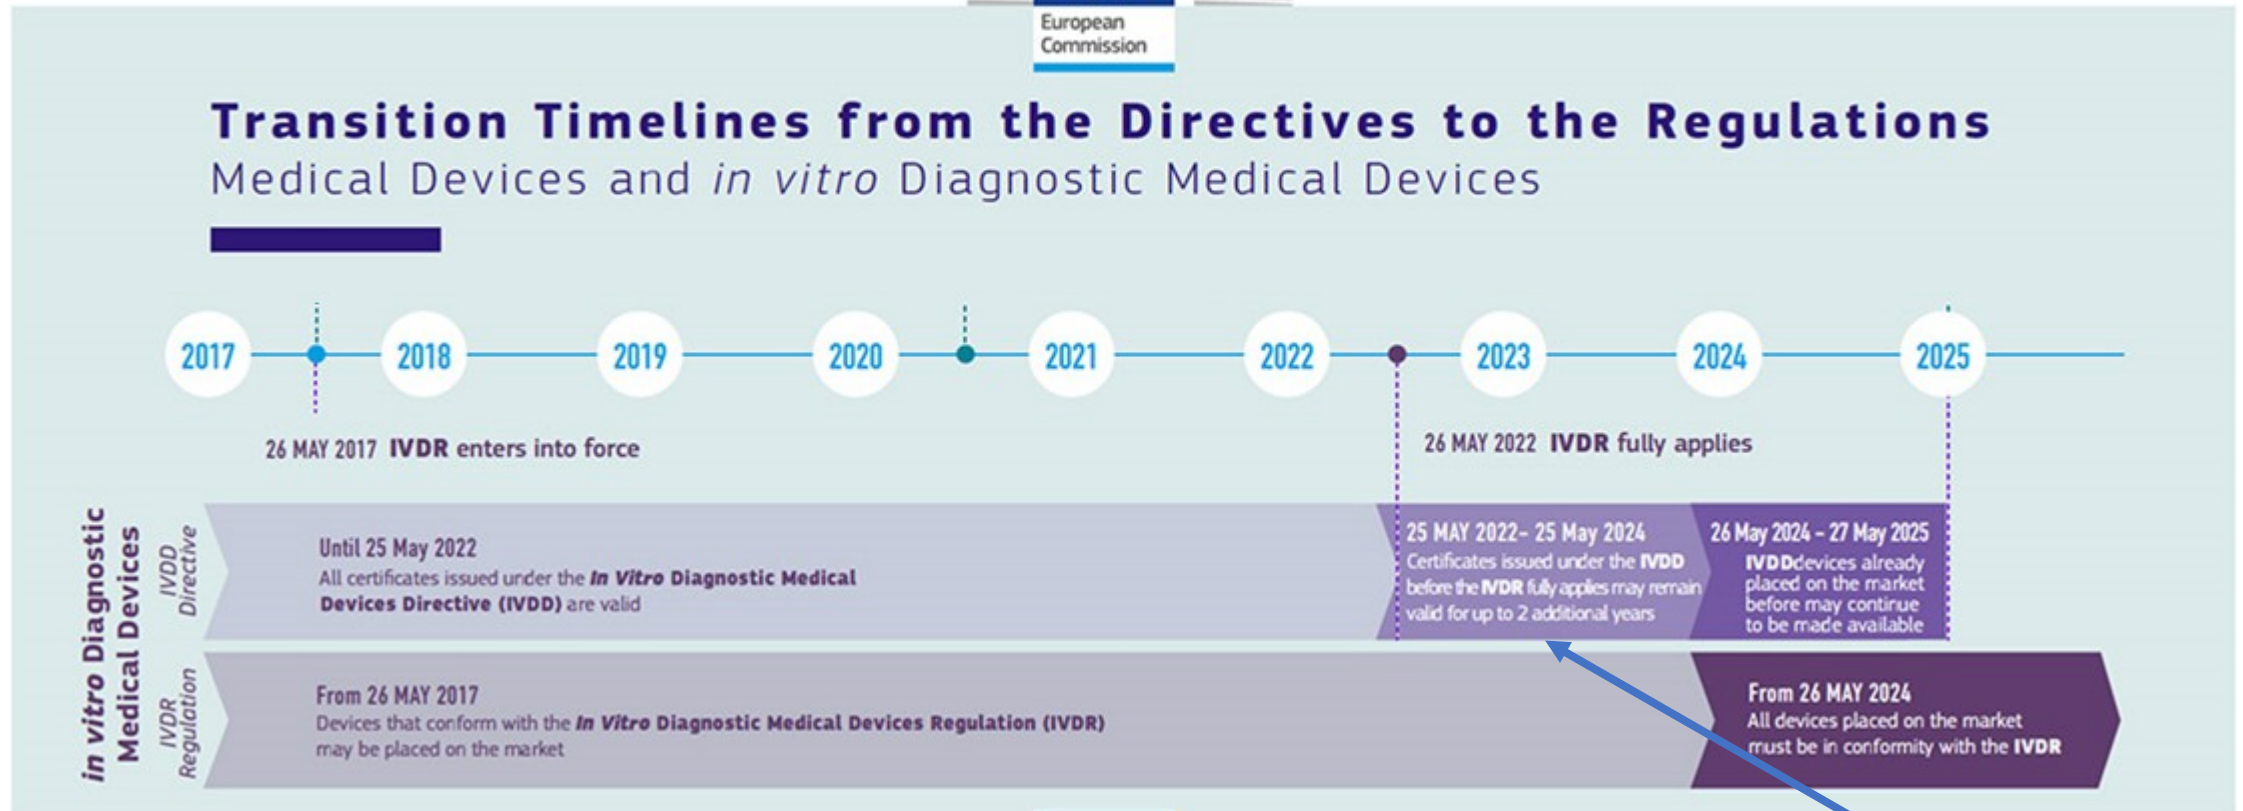 European
Commission
Transition Timelines from the Directives to the Regulations
Medical Devices and in vitro Diagnostic Medical Devices
2017
2018
2019
2020
2021
2022
2023
2024
2025
26 MAY 2017 IVDR enters into force
26 MAY 2022 IVDR fully applies
in vitro Diagnostic
Medical Devices
IVDD
Directive
Until 25 May 2022
All certificates issued under the In Vitro Diagnostic Medical
Devices Directive (IVDD) are valid
25 MAY 2022- 25 May 2024
Certificates issued under the IVDD
before the IVDR fully applies may remain
valid for up to 2 additional years
26 May 2024 - 27 May 2025
IVDDdevices already
placed on the market
before may continue
to be made available
IVDR
Regulation
From 26 MAY 2017
Devices that conform with the In Vitro Diagnostic Medical Devices Regulation (IVDR)
may be placed on the market
From 26 MAY 2024
All devices placed on the market
must be in conformity with the IVDR